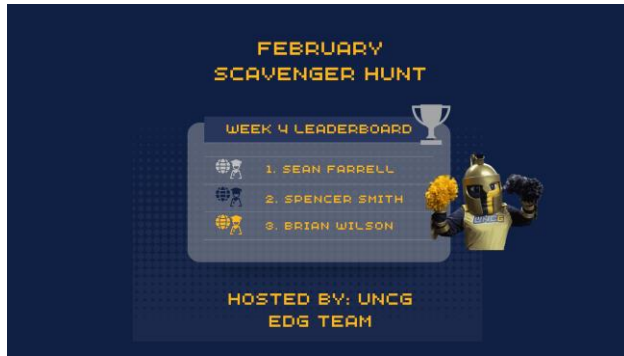 FEBRUARY
SCAVENGER HUNT
WEEK 4 LEADERBOARD
1. SEAN FARRELL
2. SPENCER SMITH
3. BRIAN WILSON
UNCG
HOSTED BY: UNCG
EDG TEAM